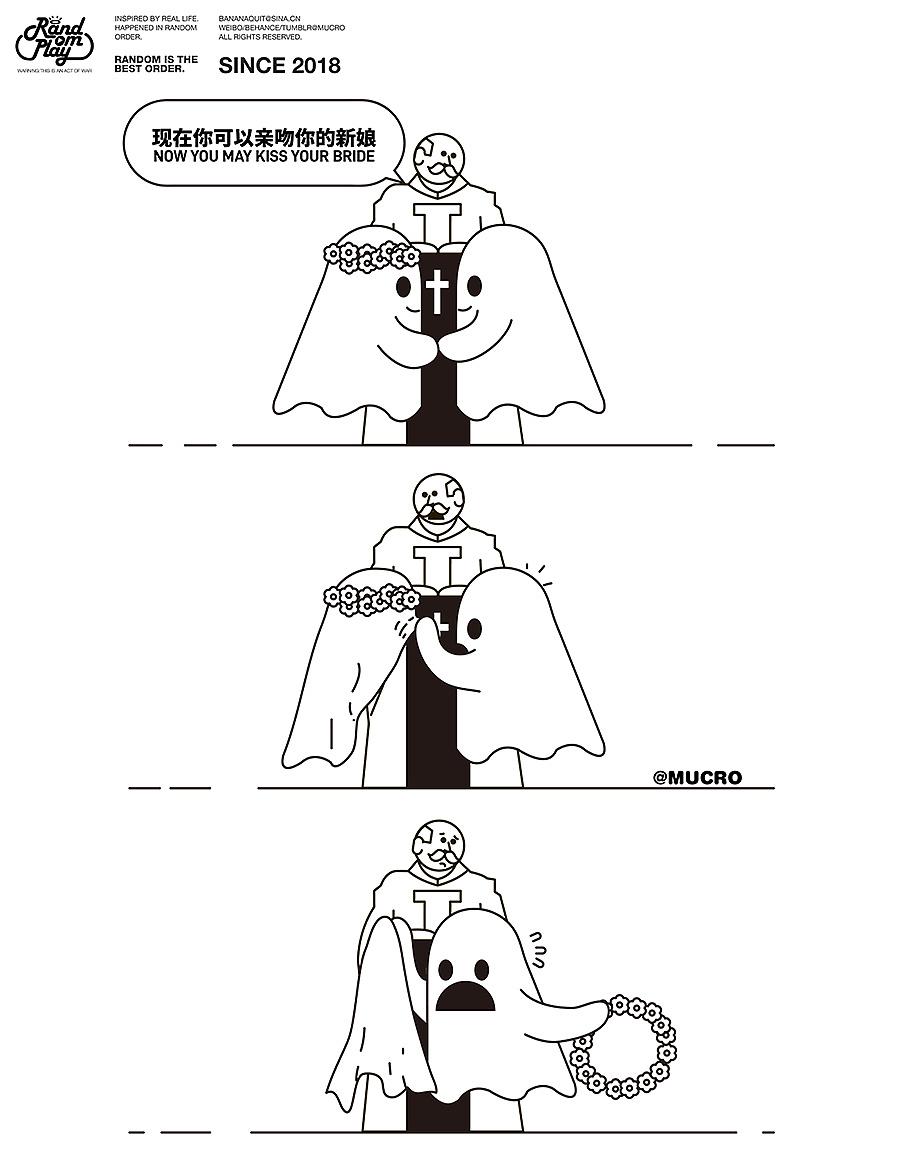 Rand
om
Play
WARNING:THIS IS AN ACT OF WAR
INSPIRED BY REAL LIFE.
HAPPENED IN RANDOM
ORDER.
RANDOM IS THE
BEST ORDER.
BANANAQUIT@SINA.CN
WEIBO/BEHANCE/TUMBLR@MUCRO
ALL RIGHTS RESERVED.
SINCE 2018
现在你可以亲吻你的新娘
NOW YOU MAY KISS YOUR BRIDE
@MUCRO